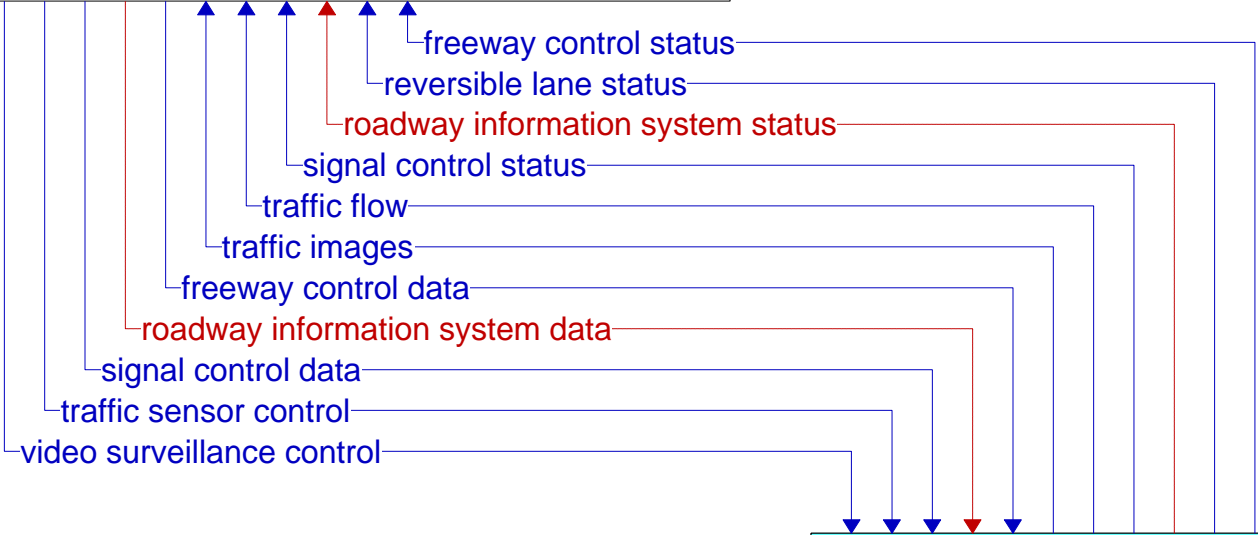 freeway control status
reversible lane status
roadway information system status
signal control status
traffic flow
traffic images
freeway control data
roadway information system data
signal control data
traffic sensor control
video surveillance control